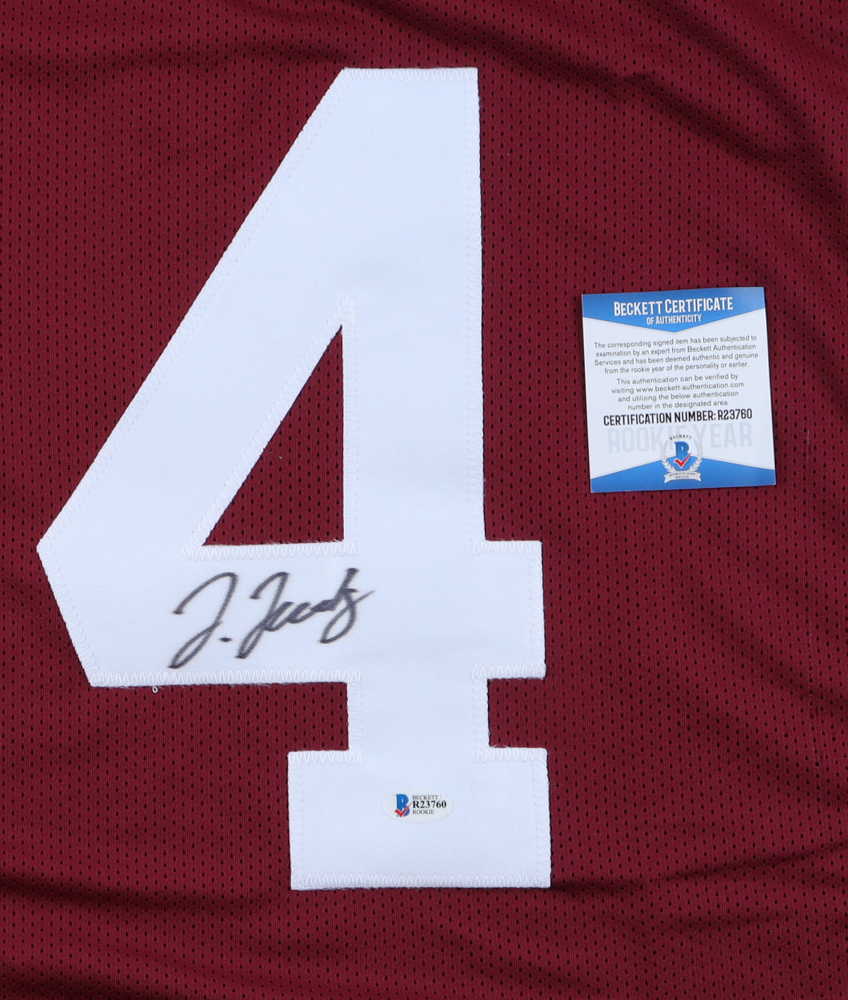 4
BECKETT CERTIFICATE
OF AUTHENTICITY
The corresponding signed item has been subjected to
examination by an expert from Beckett Authentication
Services and has been deemed authentic and genuine
from the rookie year of the personality or earlier.
This authentication can be verified by
visiting www.beckett-authentication.com
and utilizing the below authentication
number in the designated area.
CERTIFICATION NUMBER: R23760
ROOKIE YEAR
BECKETT
B
J. Jacobs
B
BECKETT
R23760
ROOKIE